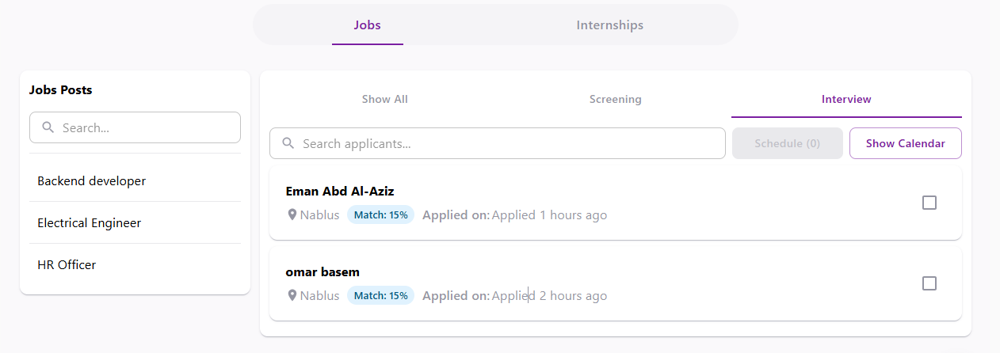 Jobs Internships
Jobs Posts
Search...
Backend developer
Electrical Engineer
HR Officer
Show All Screening Interview
Search applicants... Schedule (0) Show Calendar
Eman Abd Al-Aziz
Nablus Match: 15% Applied on: Applied 1 hours ago
omar basem
Nablus Match: 15% Applied on: Applied 2 hours ago